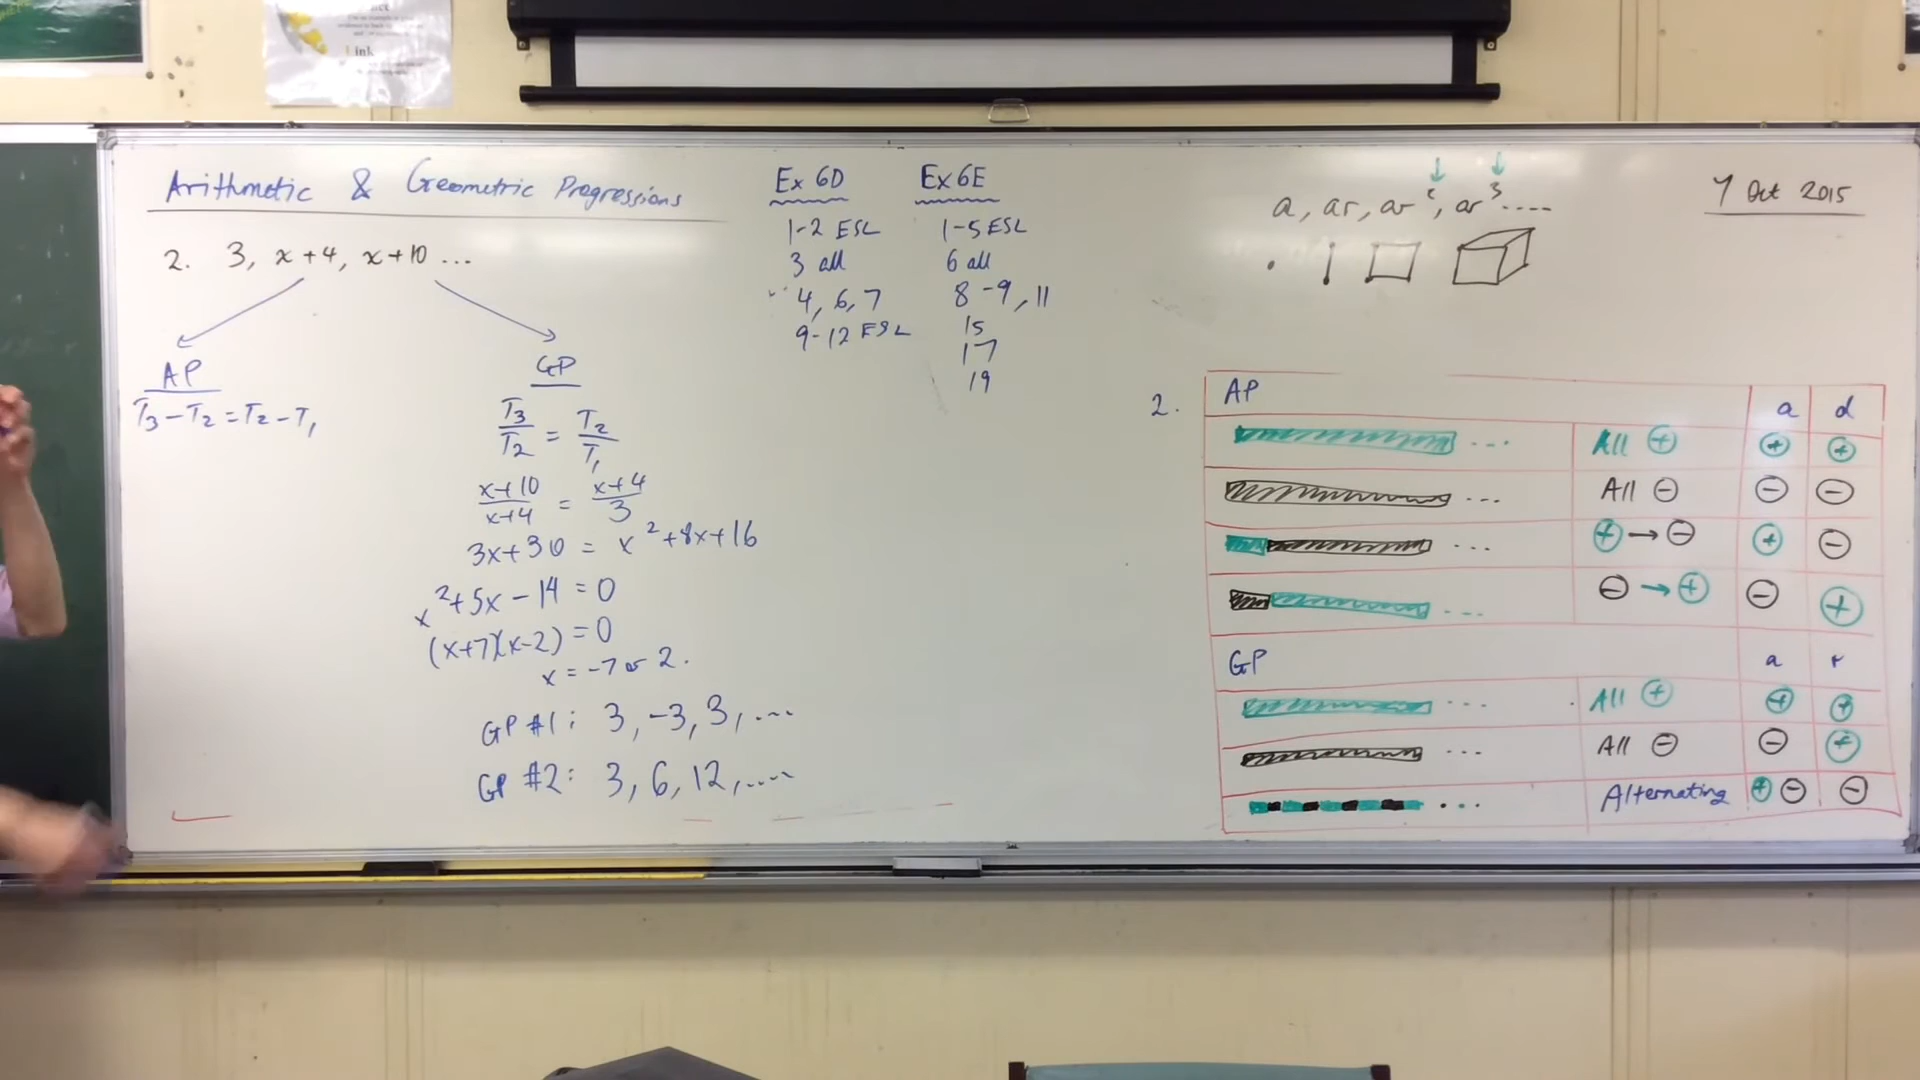 Arithmetic & Geometric Progressions
2. 3, x+4, x+10 ...
AP
T₃-T₂=T₂-T₁
GP
T₃/T₂ = T₂/T₁
x+10/x+4 = x+4/3
3x+30 = x²+8x+16
x²+5x-14=0
(x+7)(x-2)=0
x=-7 or 2.
GP #1: 3, -3, 3, ....
GP #2: 3, 6, 12, ....
Ex 6D
1-2 ESL
3 all
4, 6, 7
9-12 ESL
Ex 6E
1-5 ESL
6 all
8-9, 11
15
17
19
a, ar, ar², ar³.....
7 Oct 2015
2.
AP a d
... All + + +
... All - - -
... + → - + -
... - → + - +
GP a r
... All + + +
... All - - +
... Alternating + - -
ink